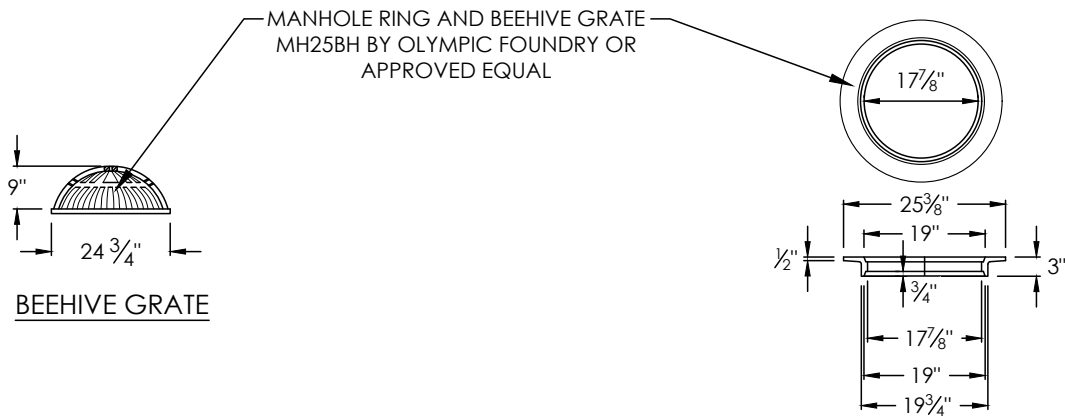 MANHOLE RING AND BEEHIVE GRATE
MH25BH BY OLYMPIC FOUNDRY OR
APPROVED EQUAL
17⅞"
9"
24 ¾"
BEEHIVE GRATE
25⅜"
19"
½"
3"
¾"
17⅞"
19"
19¾"